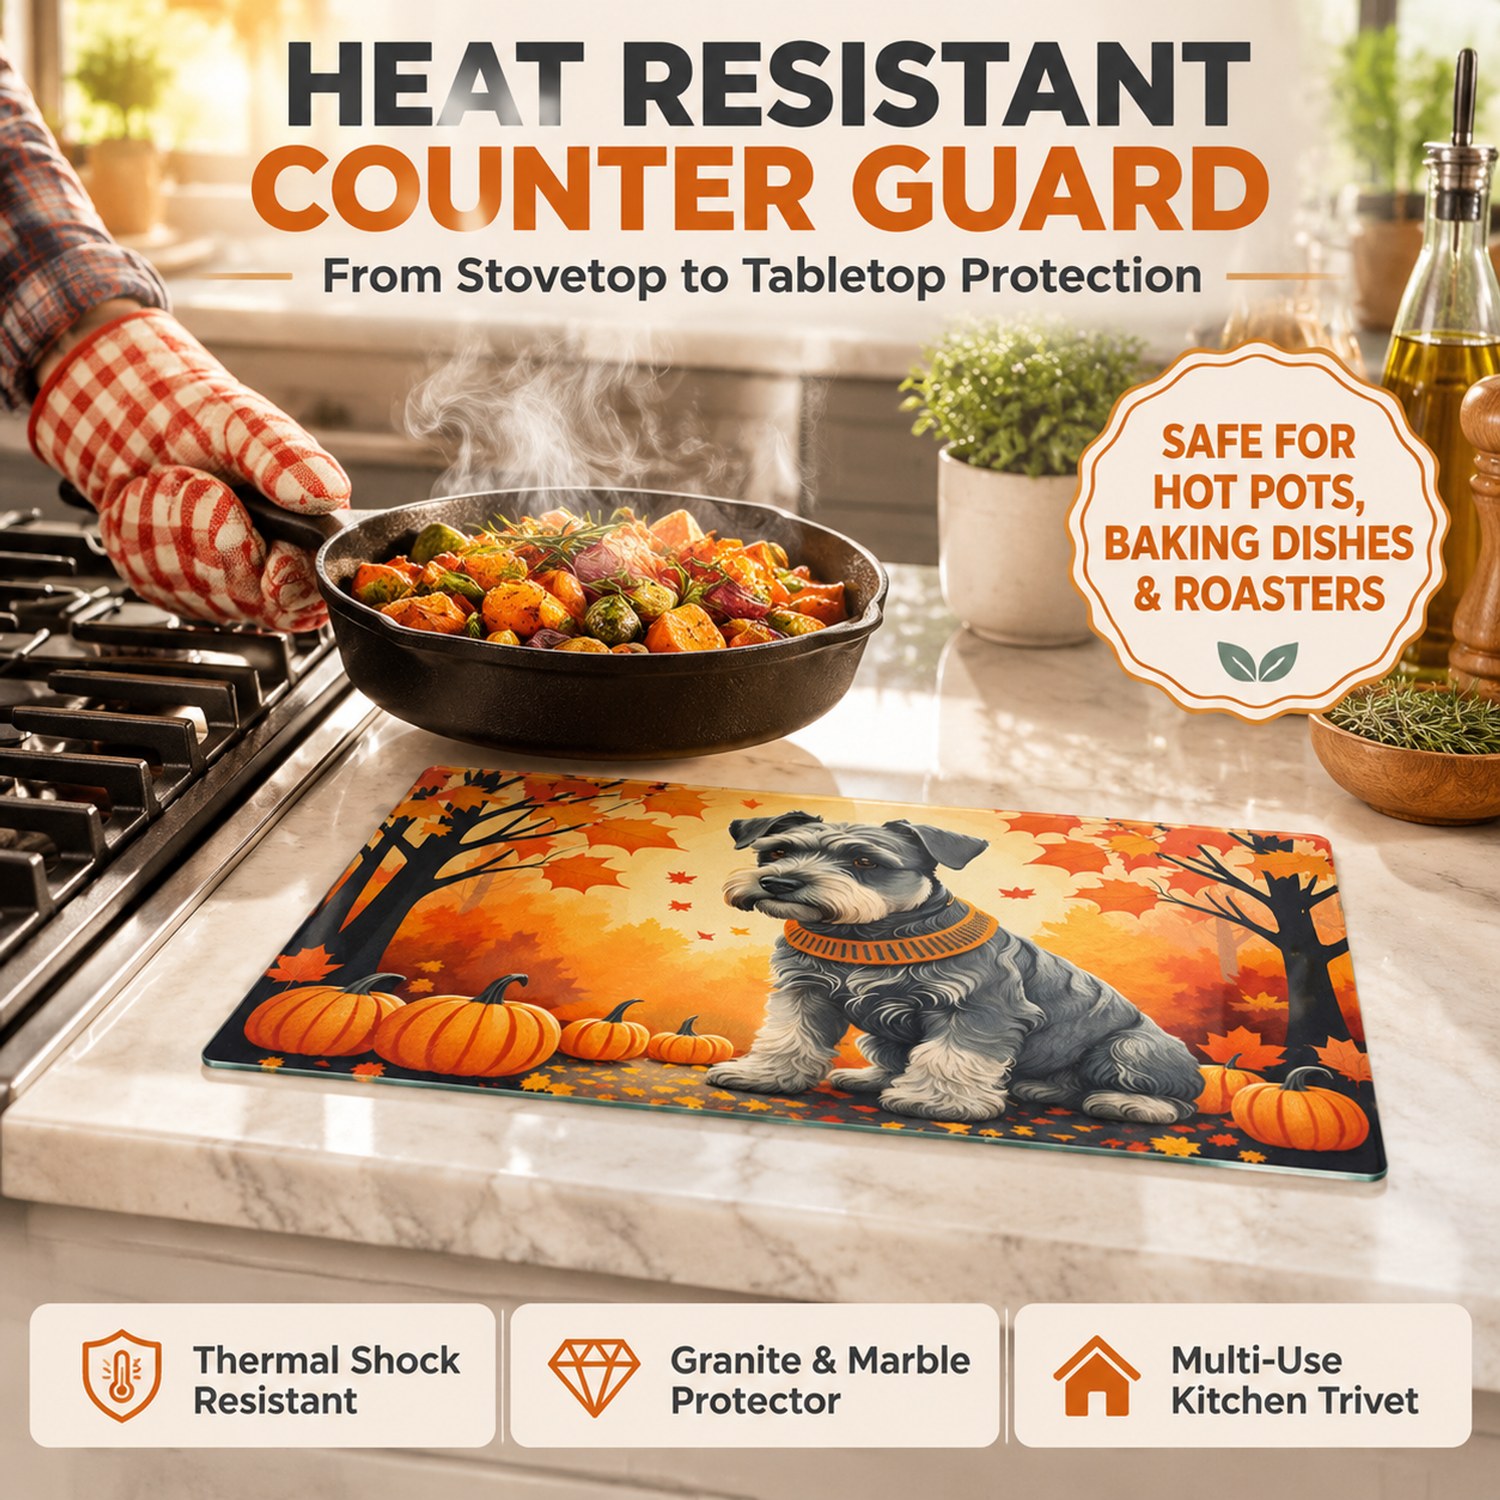 HEAT RESISTANT
COUNTER GUARD
From Stovetop to Tabletop Protection
SAFE FOR
HOT POTS,
BAKING DISHES
& ROASTERS
Thermal Shock
Resistant
Granite & Marble
Protector
Multi-Use
Kitchen Trivet